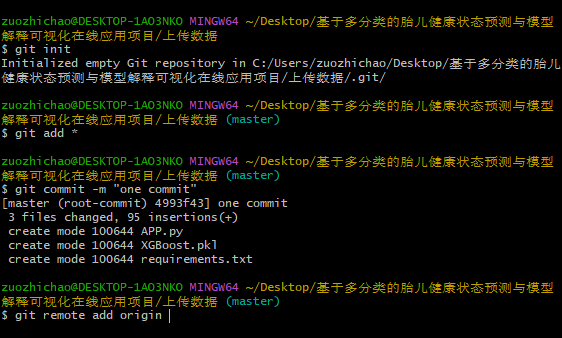 zuozhichao@DESKTOP-1AO3NKO MINGW64 ~/Desktop/基于多分类的胎儿健康状态预测与模型
解释可视化在线应用项目/上传数据
$ git init
Initialized empty Git repository in C:/Users/zuozhichao/Desktop/基于多分类的胎儿
健康状态预测与模型解释可视化在线应用项目/上传数据/.git/
zuozhichao@DESKTOP-1AO3NKO MINGW64 ~/Desktop/基于多分类的胎儿健康状态预测与模型
解释可视化在线应用项目/上传数据 (master)
$ git add *
zuozhichao@DESKTOP-1AO3NKO MINGW64 ~/Desktop/基于多分类的胎儿健康状态预测与模型
解释可视化在线应用项目/上传数据 (master)
$ git commit -m "one commit"
[master (root-commit) 4993f43] one commit
 3 files changed, 95 insertions(+)
 create mode 100644 APP.py
 create mode 100644 XGBoost.pkl
 create mode 100644 requirements.txt
zuozhichao@DESKTOP-1AO3NKO MINGW64 ~/Desktop/基于多分类的胎儿健康状态预测与模型
解释可视化在线应用项目/上传数据 (master)
$ git remote add origin